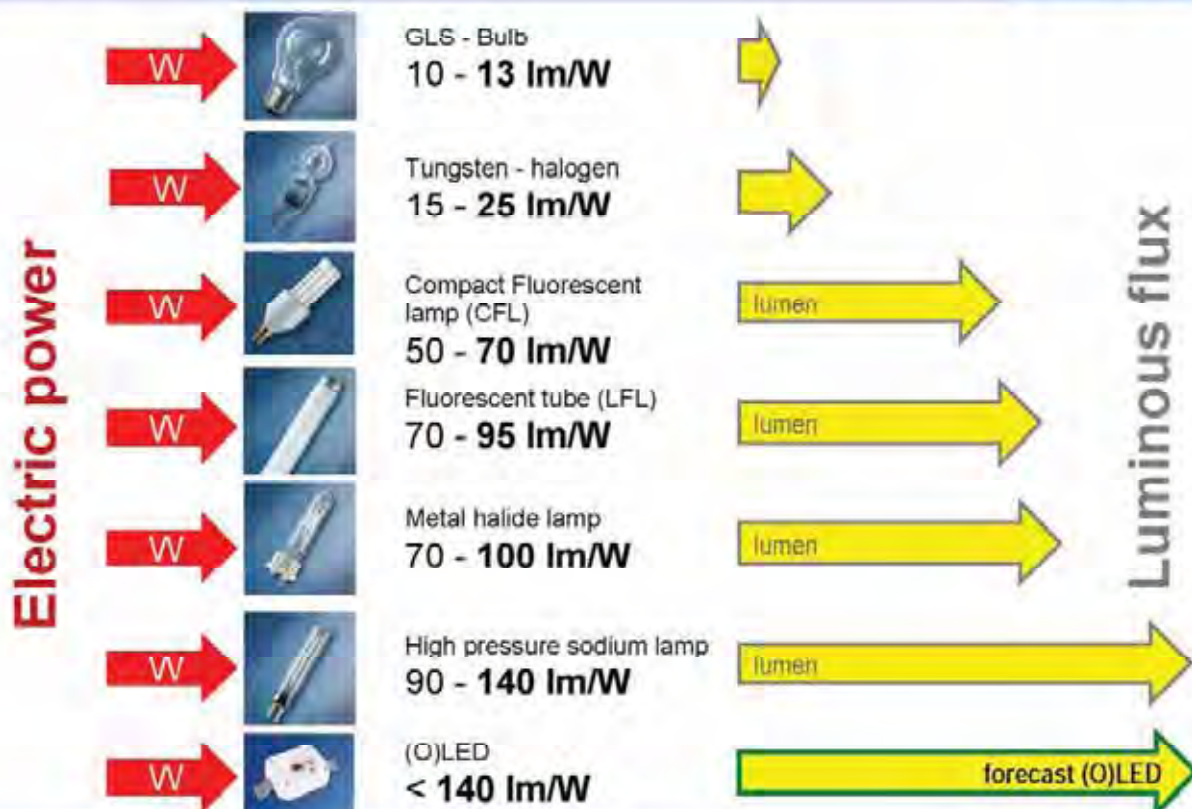 Electric power
W
GLS - Bulb
10 - 13 lm/W
W
Tungsten - halogen
15 - 25 lm/W
W
Compact Fluorescent
lamp (CFL)
50 - 70 lm/W
lumen
W
Fluorescent tube (LFL)
70 - 95 lm/W
lumen
W
Metal halide lamp
70 - 100 lm/W
lumen
W
High pressure sodium lamp
90 - 140 lm/W
lumen
W
(O)LED
< 140 lm/W
forecast (O)LED
Luminous flux